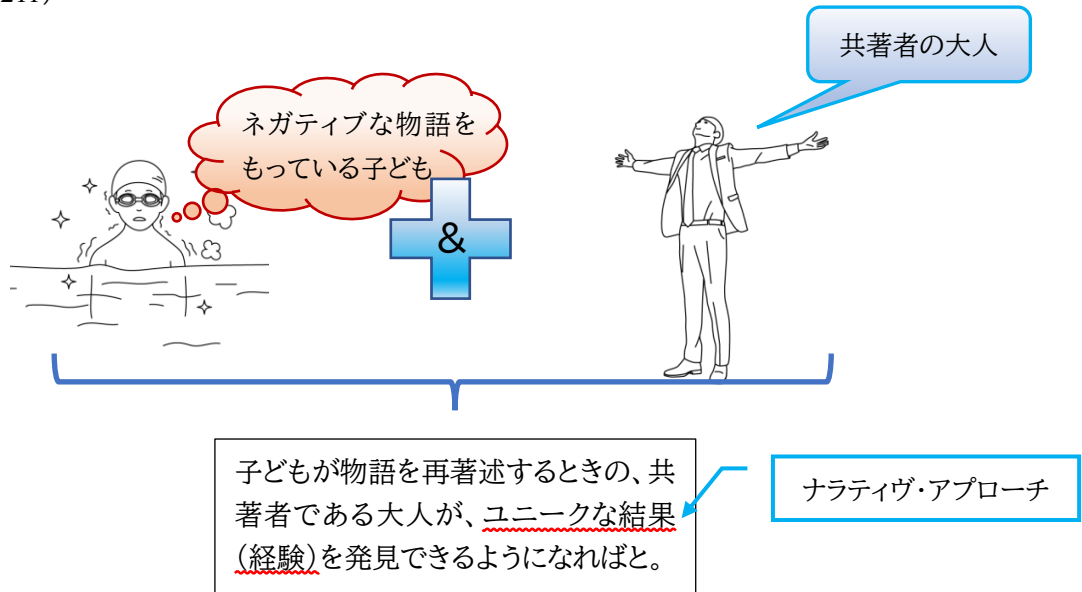 共著者の大人
ネガティブな物語を
もっている子ども
&
子どもが物語を再著述するときの、共
著者である大人が、ユニークな結果
(経験)を発見できるようになればと。
ナラティヴ・アプローチ